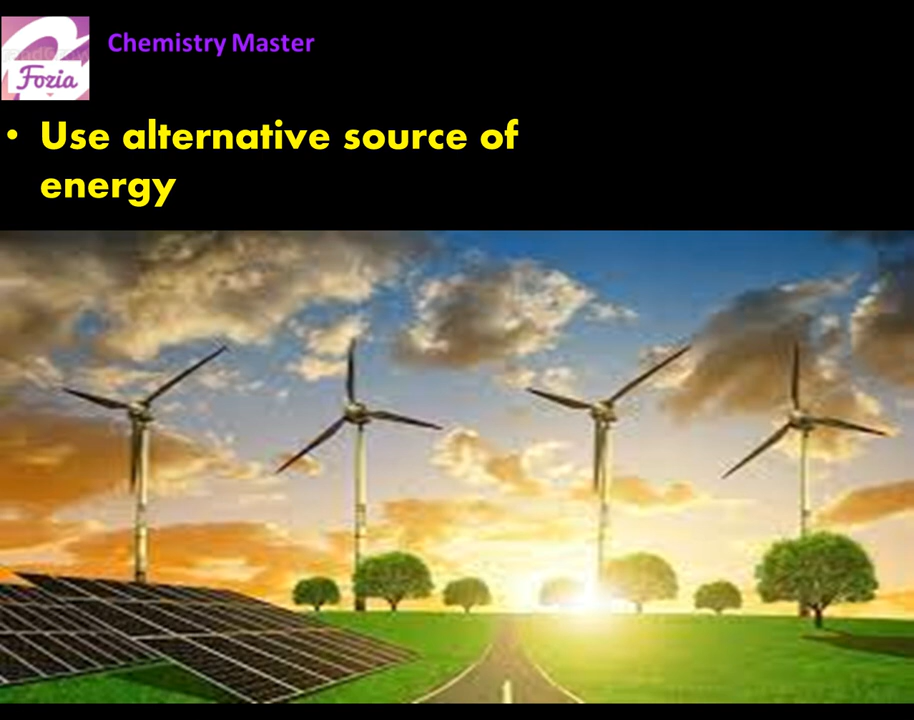 Chemistry Master
Fozia
• Use alternative source of
energy